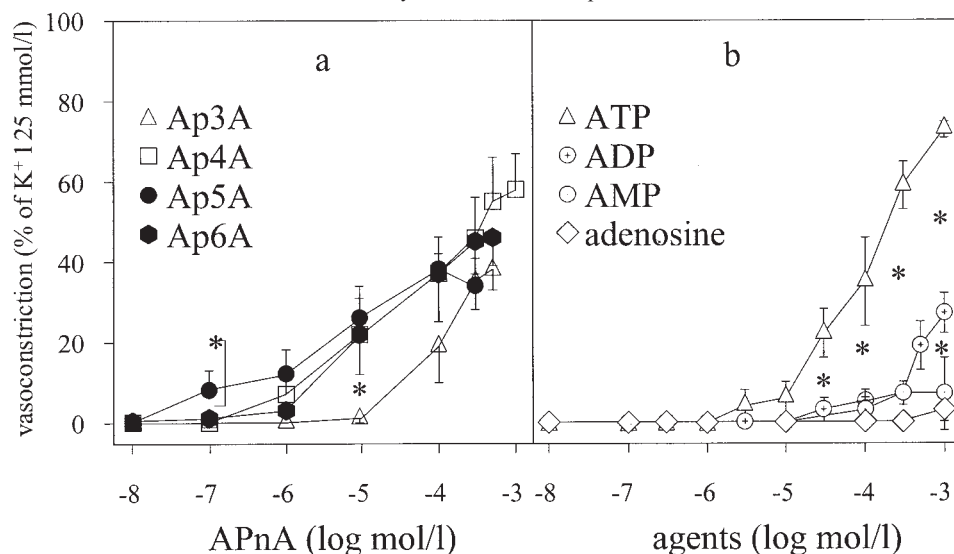 vasoconstriction (% of K⁺ 125 mmol/l)
100
80
60
40
20
0
a
Ap3A
Ap4A
Ap5A
Ap6A
*
*
-8 -7 -6 -5 -4 -3
APnA (log mol/l)
b
ATP
ADP
AMP
adenosine
*
*
*
*
*
-8 -7 -6 -5 -4 -3
agents (log mol/l)